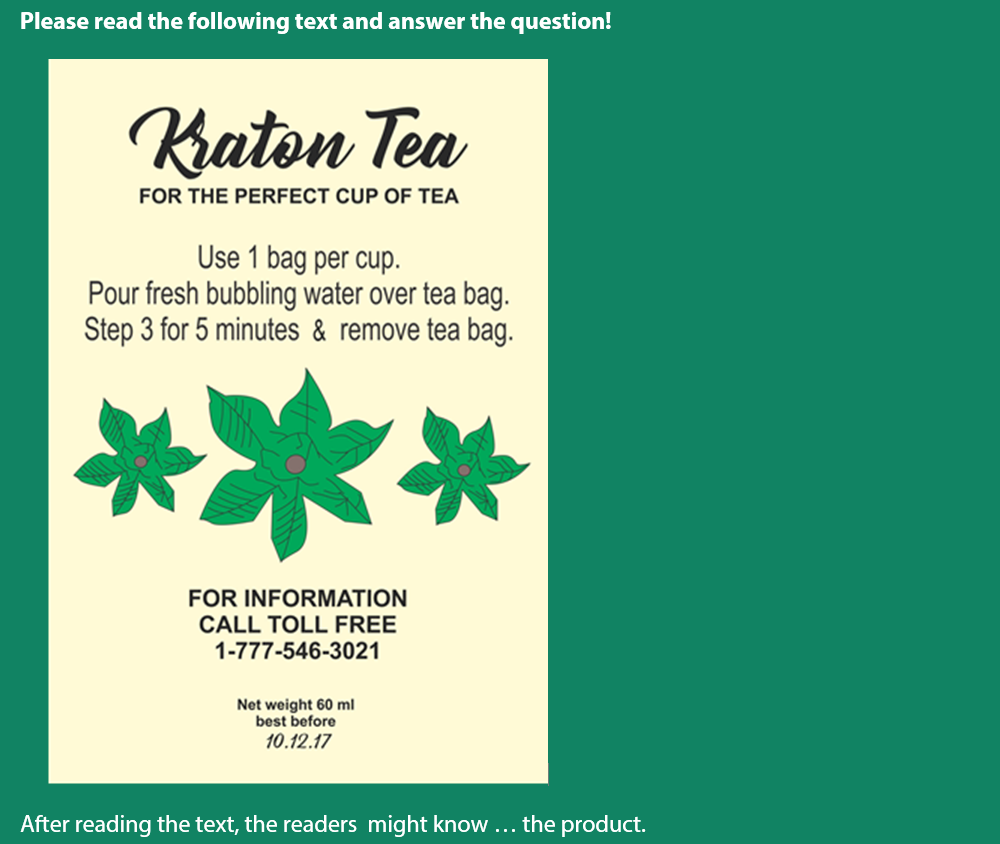 Please read the following text and answer the question!
Kraton Tea
FOR THE PERFECT CUP OF TEA
Use 1 bag per cup.
Pour fresh bubbling water over tea bag.
Step 3 for 5 minutes & remove tea bag.
FOR INFORMATION
CALL TOLL FREE
1-777-546-3021
Net weight 60 ml
best before
10.12.17
After reading the text, the readers might know … the product.